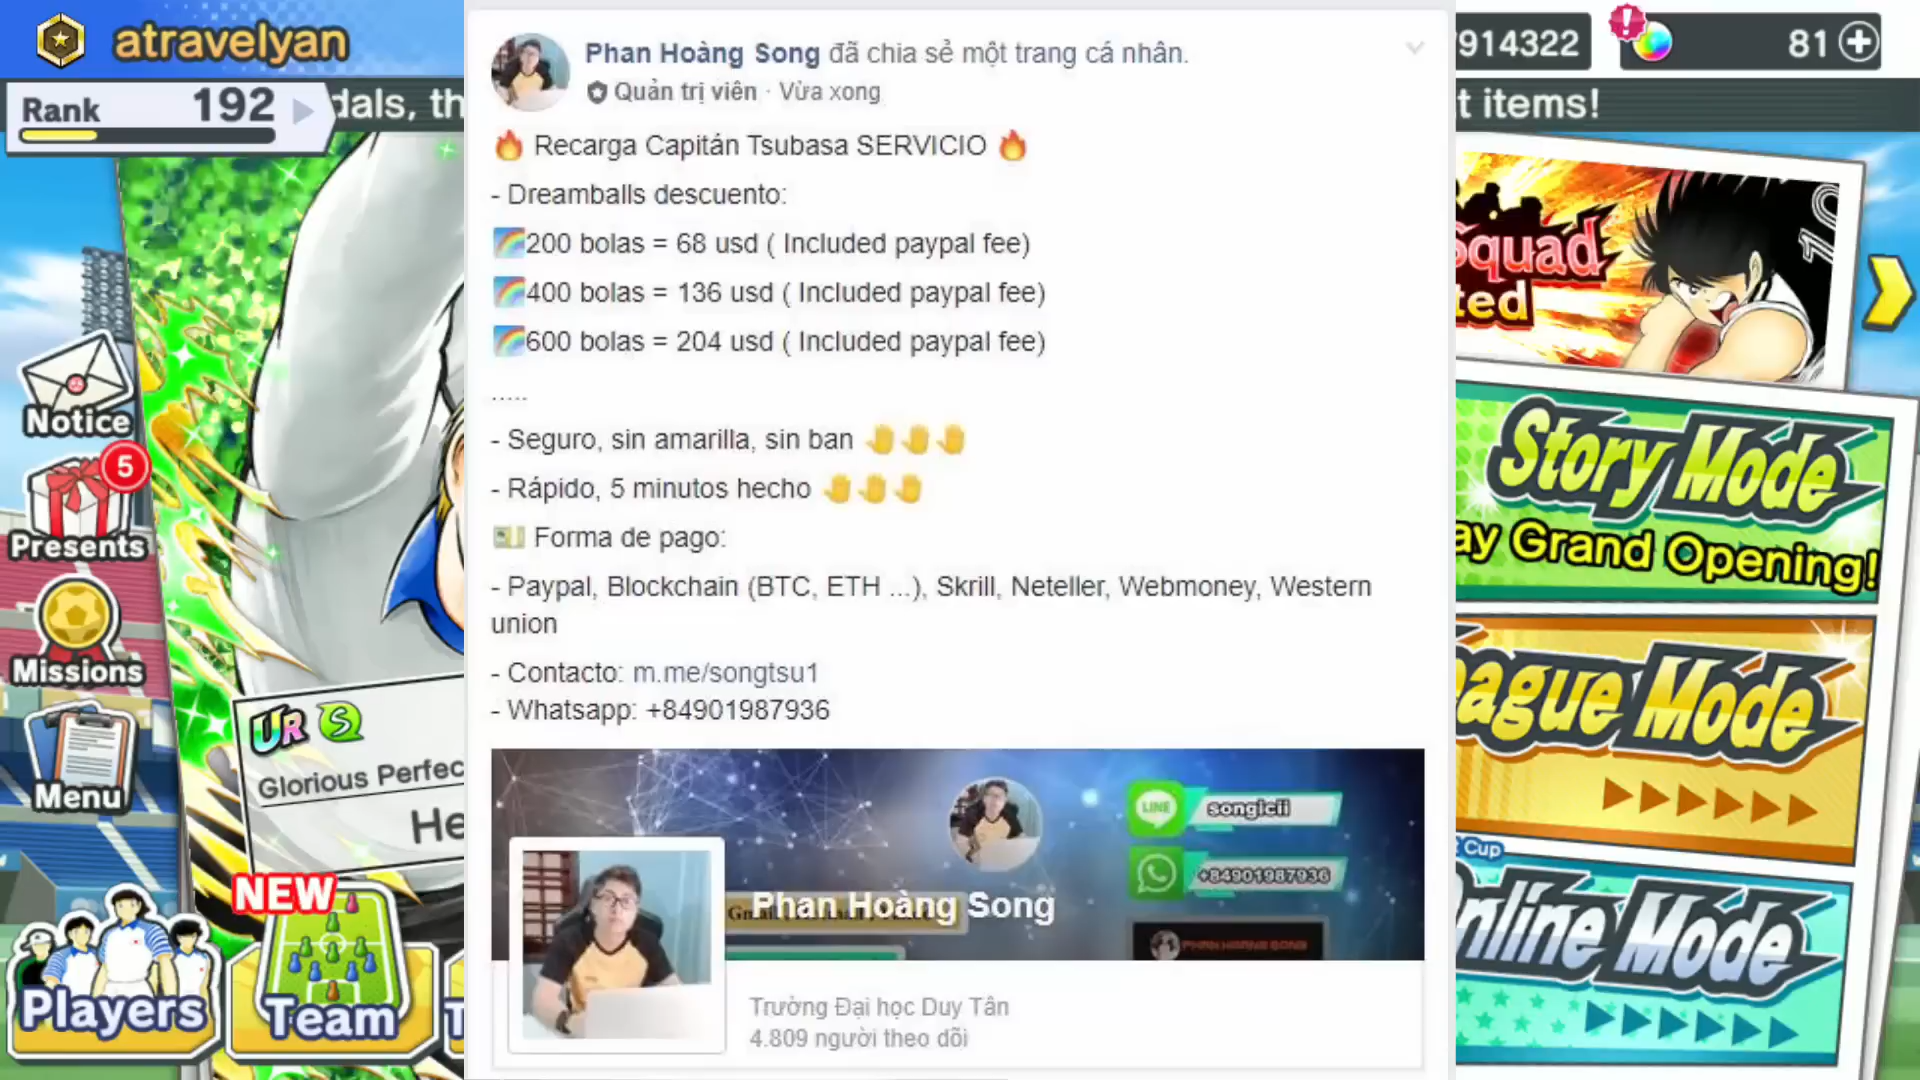 atravelyan
Rank 192
dals, th
Notice
5
Presents
Missions
Menu
UR S
Glorious Perfec
He
NEW
Players
Team
Phan Hoàng Song đã chia sẻ một trang cá nhân.
Quản trị viên · Vừa xong
🔥 Recarga Capitán Tsubasa SERVICIO 🔥
- Dreamballs descuento:
🌈200 bolas = 68 usd ( Included paypal fee)
🌈400 bolas = 136 usd ( Included paypal fee)
🌈600 bolas = 204 usd ( Included paypal fee)
.....
- Seguro, sin amarilla, sin ban 🤚🤚🤚
- Rápido, 5 minutos hecho 🤚🤚🤚
💵 Forma de pago:
- Paypal, Blockchain (BTC, ETH ...), Skrill, Neteller, Webmoney, Western
union
- Contacto: m.me/songtsu1
- Whatsapp: +84901987936
LINE songicii
+84901987936
Phan Hoàng Song
PHAN HOANG SONG
Trường Đại học Duy Tân
4.809 người theo dõi
914322
81
t items!
Squad
ted
10
Story Mode
ay Grand Opening!
eague Mode
t Cup
nline Mode